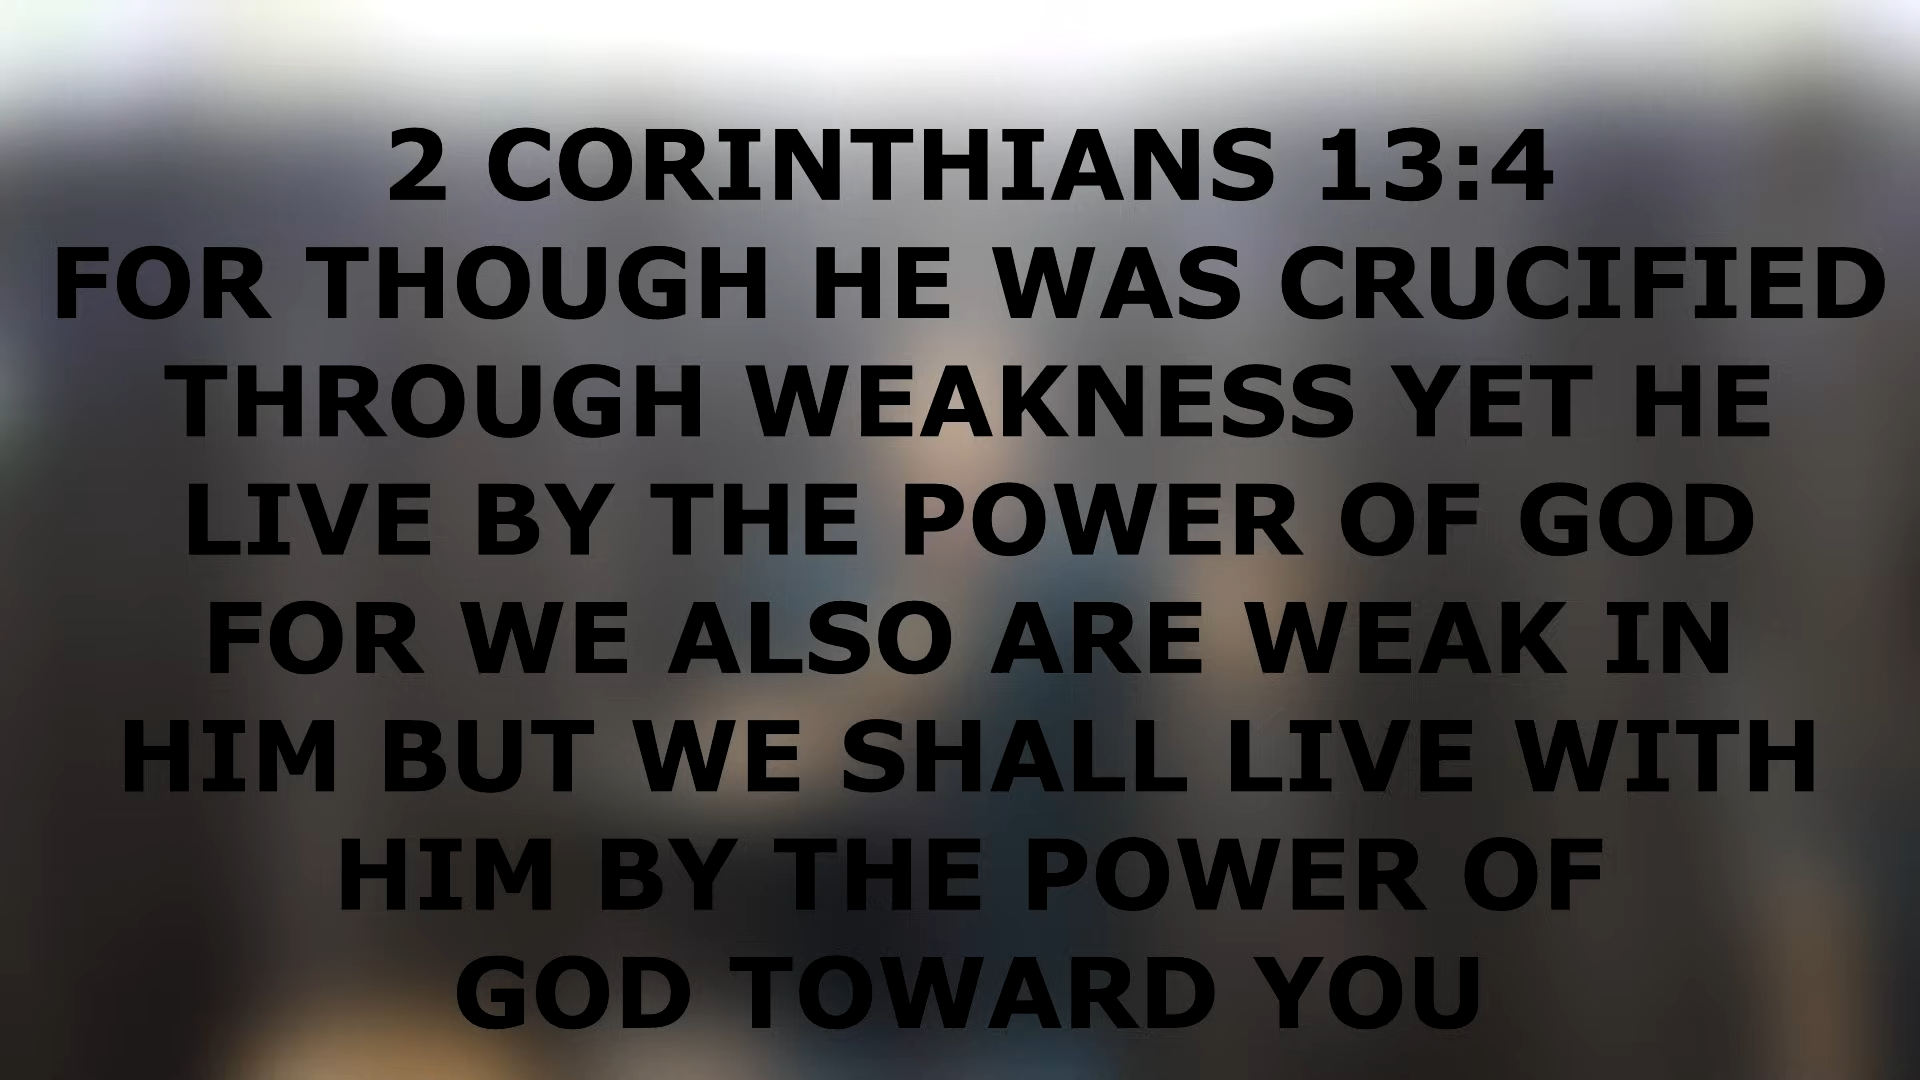 2 CORINTHIANS 13:4
FOR THOUGH HE WAS CRUCIFIED
THROUGH WEAKNESS YET HE
LIVE BY THE POWER OF GOD
FOR WE ALSO ARE WEAK IN
HIM BUT WE SHALL LIVE WITH
HIM BY THE POWER OF
GOD TOWARD YOU